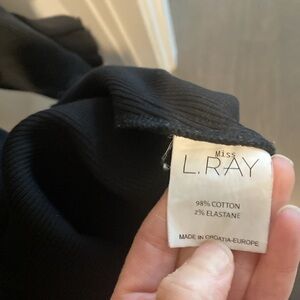 Miss
L.RAY
98% COTTON
2% ELASTANE
MADE IN CROATIA-EUROPE